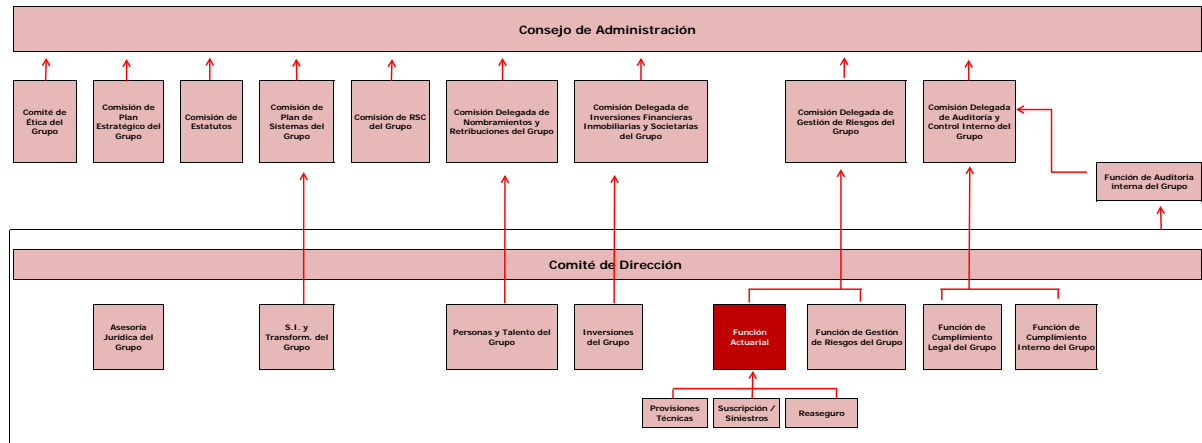 Consejo de Administración
Comité de
Ética del
Grupo
Comisión de
Plan
Estratégico del
Grupo
Comisión de
Estatutos
Comisión de
Plan de
Sistemas del
Grupo
Comisión de RSC
del Grupo
Comisión Delegada de
Nombramientos y
Retribuciones del Grupo
Comisión Delegada de
Inversiones Financieras
Inmobiliarias y Societarias
del Grupo
Comisión Delegada de
Gestión de Riesgos del
Grupo
Comisión Delegada
de Auditoría y
Control Interno del
Grupo
Función de Auditoria
interna del Grupo
Comité de Dirección
Asesoría
Jurídica del
Grupo
S.I. y
Transform. del
Grupo
Personas y Talento del
Grupo
Inversiones
del Grupo
Función
Actuarial
Función de Gestión
de Riesgos del Grupo
Función de
Cumplimiento
Legal del Grupo
Función de
Cumplimiento
Interno del Grupo
Provisiones
Técnicas
Suscripción /
Siniestros
Reaseguro